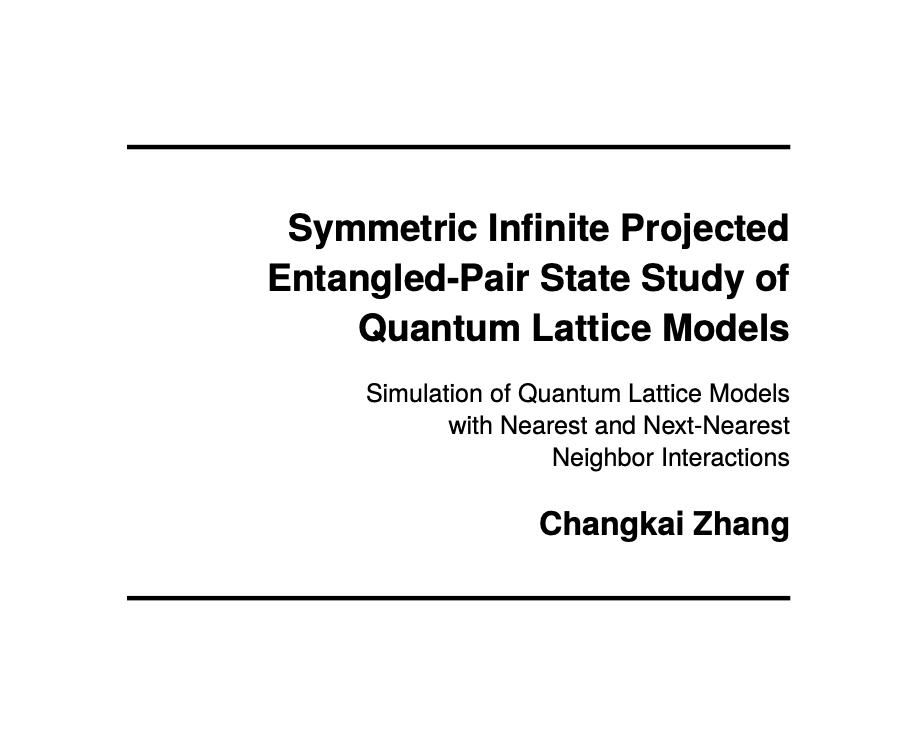 Symmetric Infinite Projected
Entangled-Pair State Study of
Quantum Lattice Models
Simulation of Quantum Lattice Models
with Nearest and Next-Nearest
Neighbor Interactions
Changkai Zhang